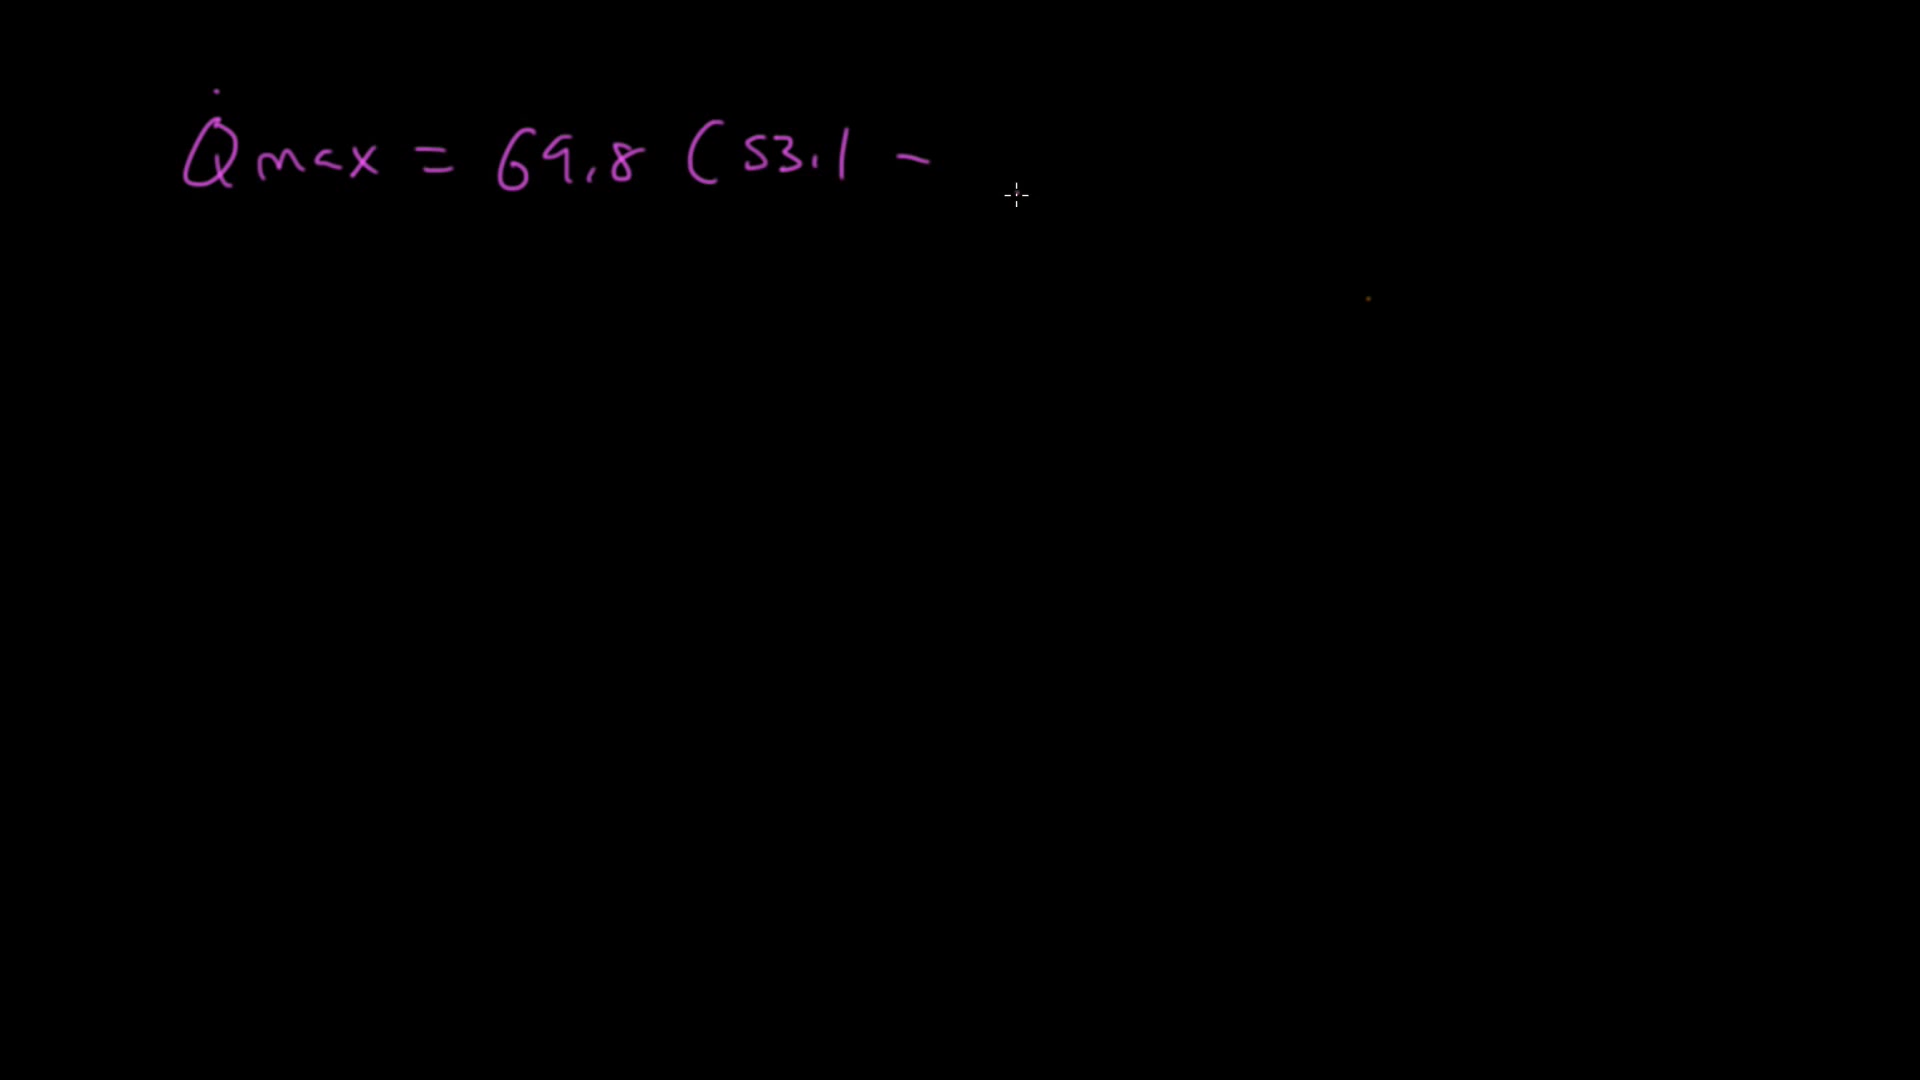 Q̇max = 69.8 (53.1 -